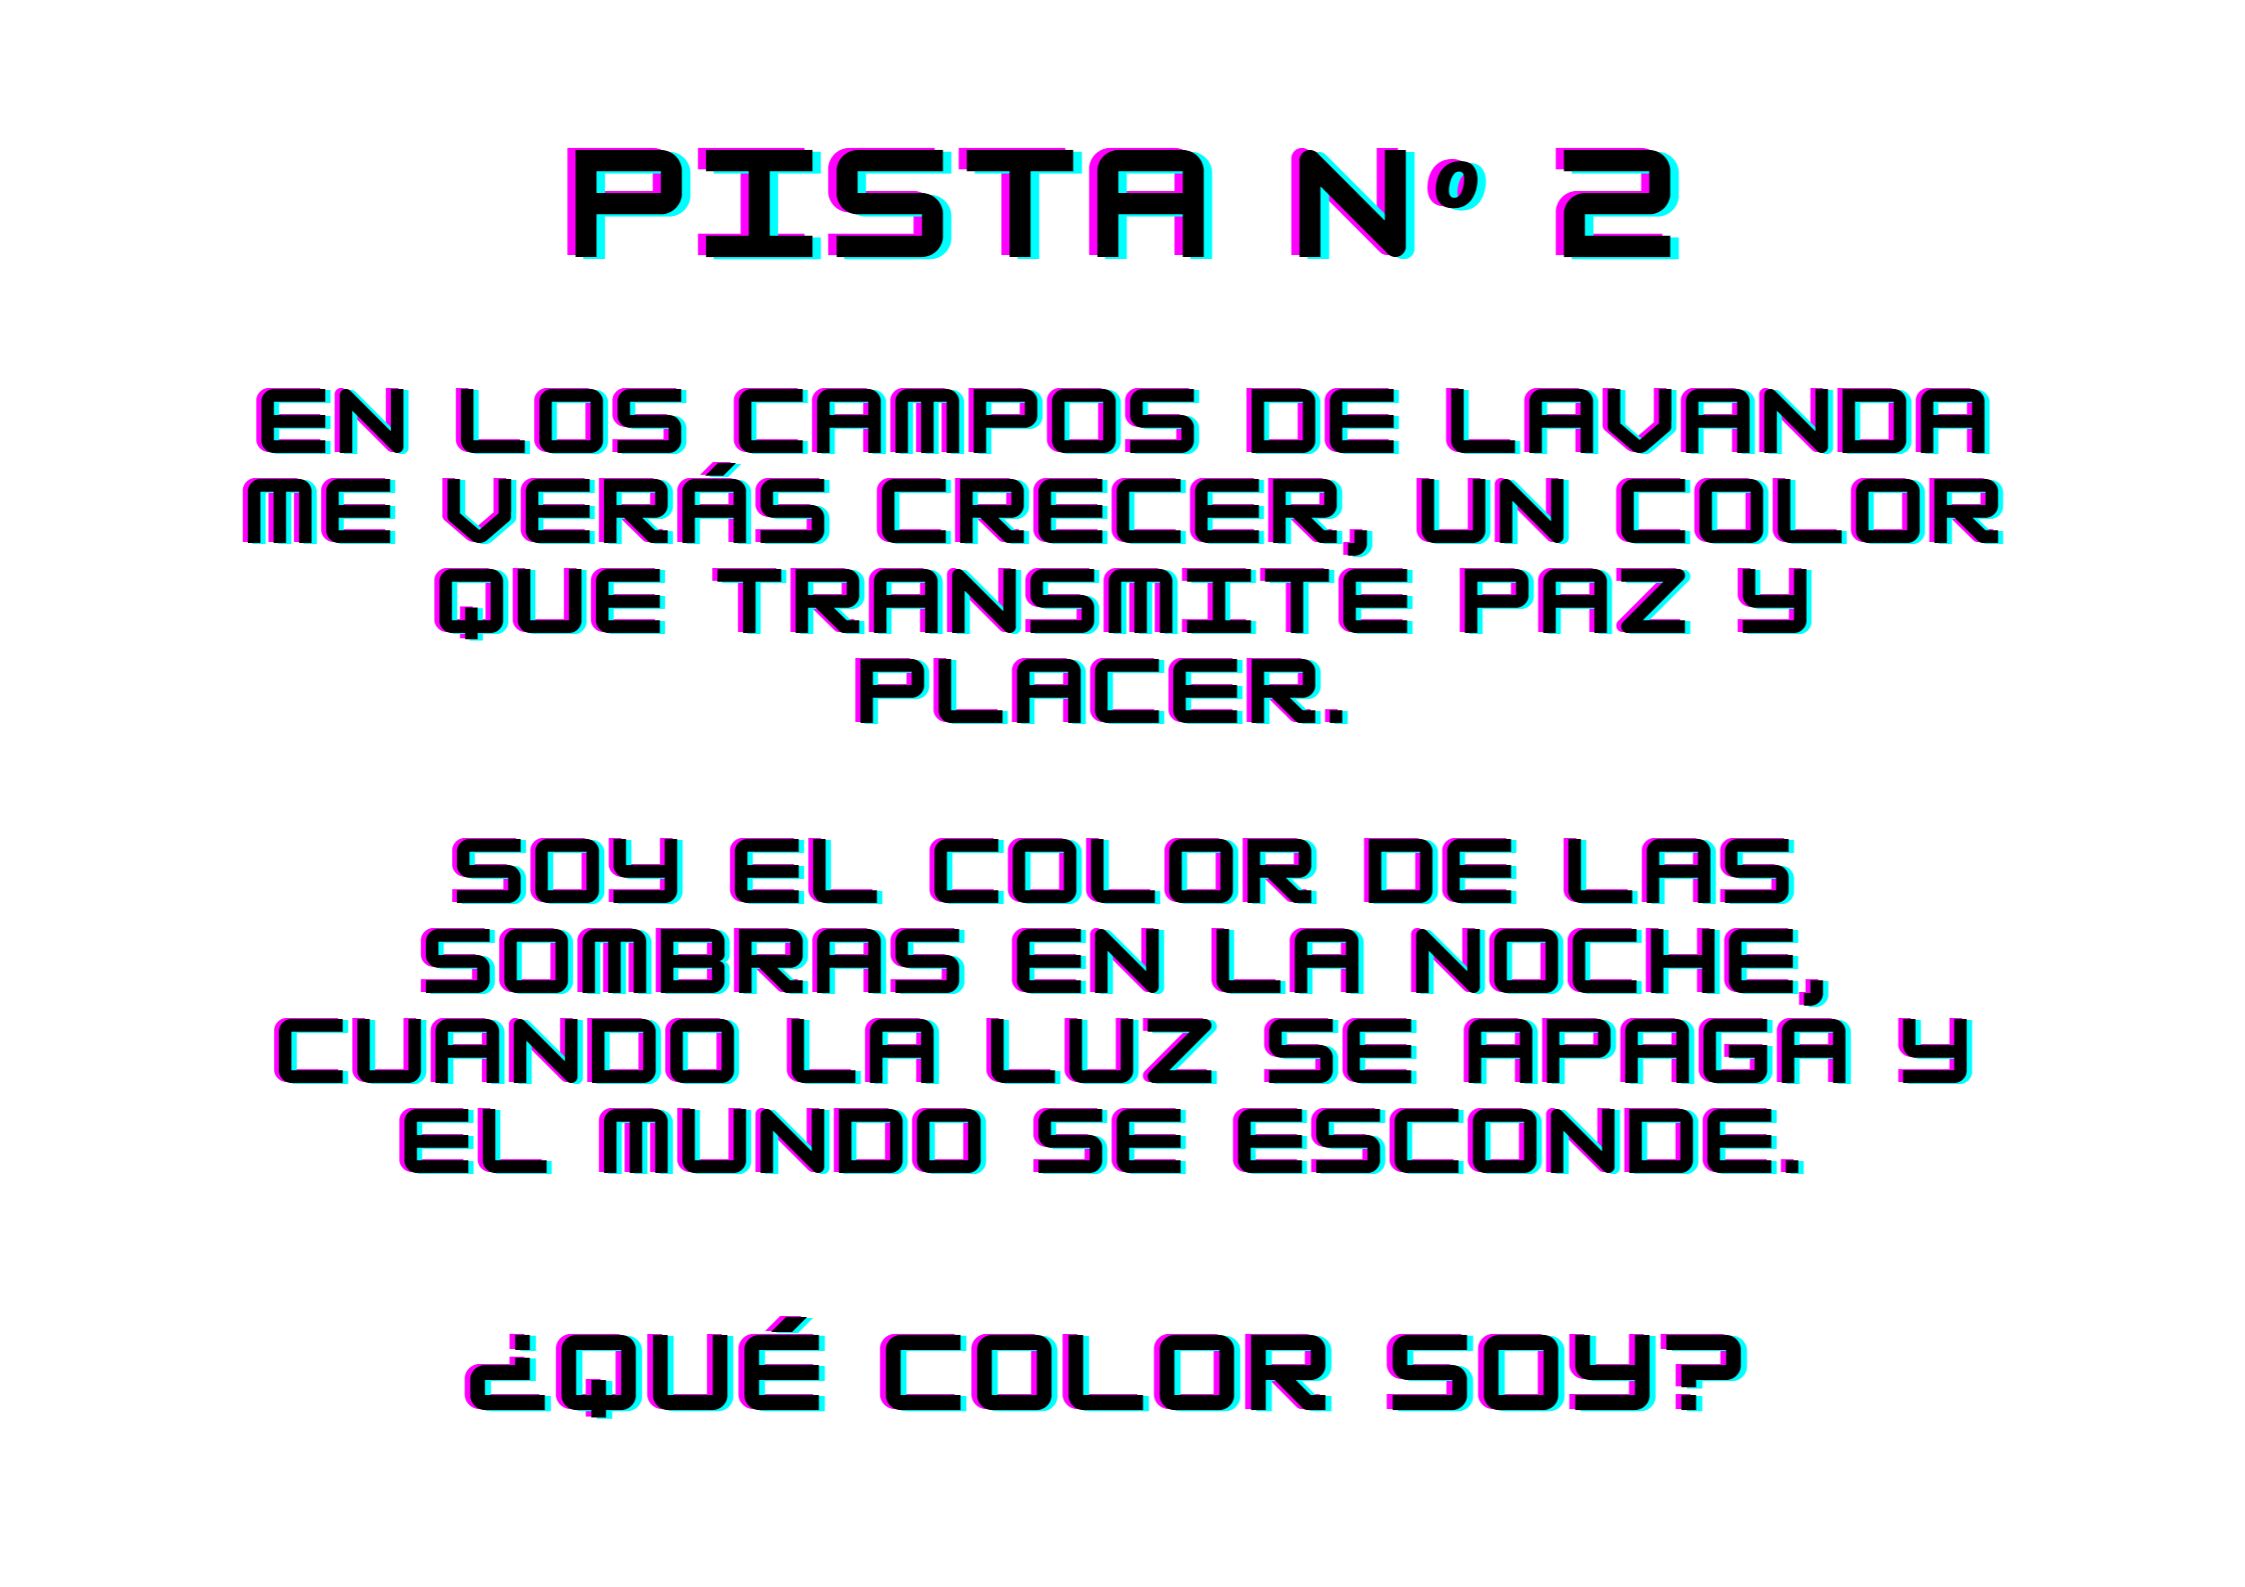 PISTA Nº 2
EN LOS CAMPOS DE LAVANDA
ME VERÁS CRECER, UN COLOR
QUE TRANSMITE PAZ Y
PLACER.
SOY EL COLOR DE LAS
SOMBRAS EN LA NOCHE,
CUANDO LA LUZ SE APAGA Y
EL MUNDO SE ESCONDE.
¿QUÉ COLOR SOY?